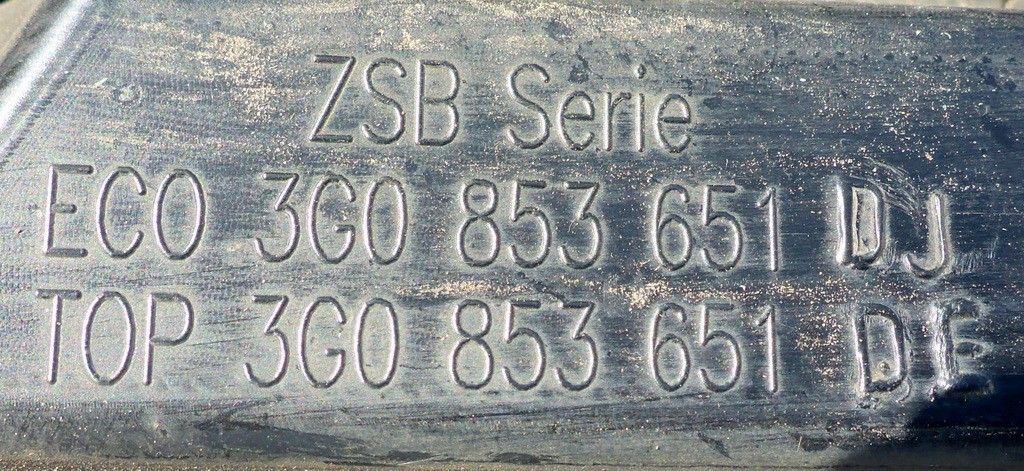 ZSB Serie
ECO 3G0 853 651 DJ
TOP 3G0 853 651